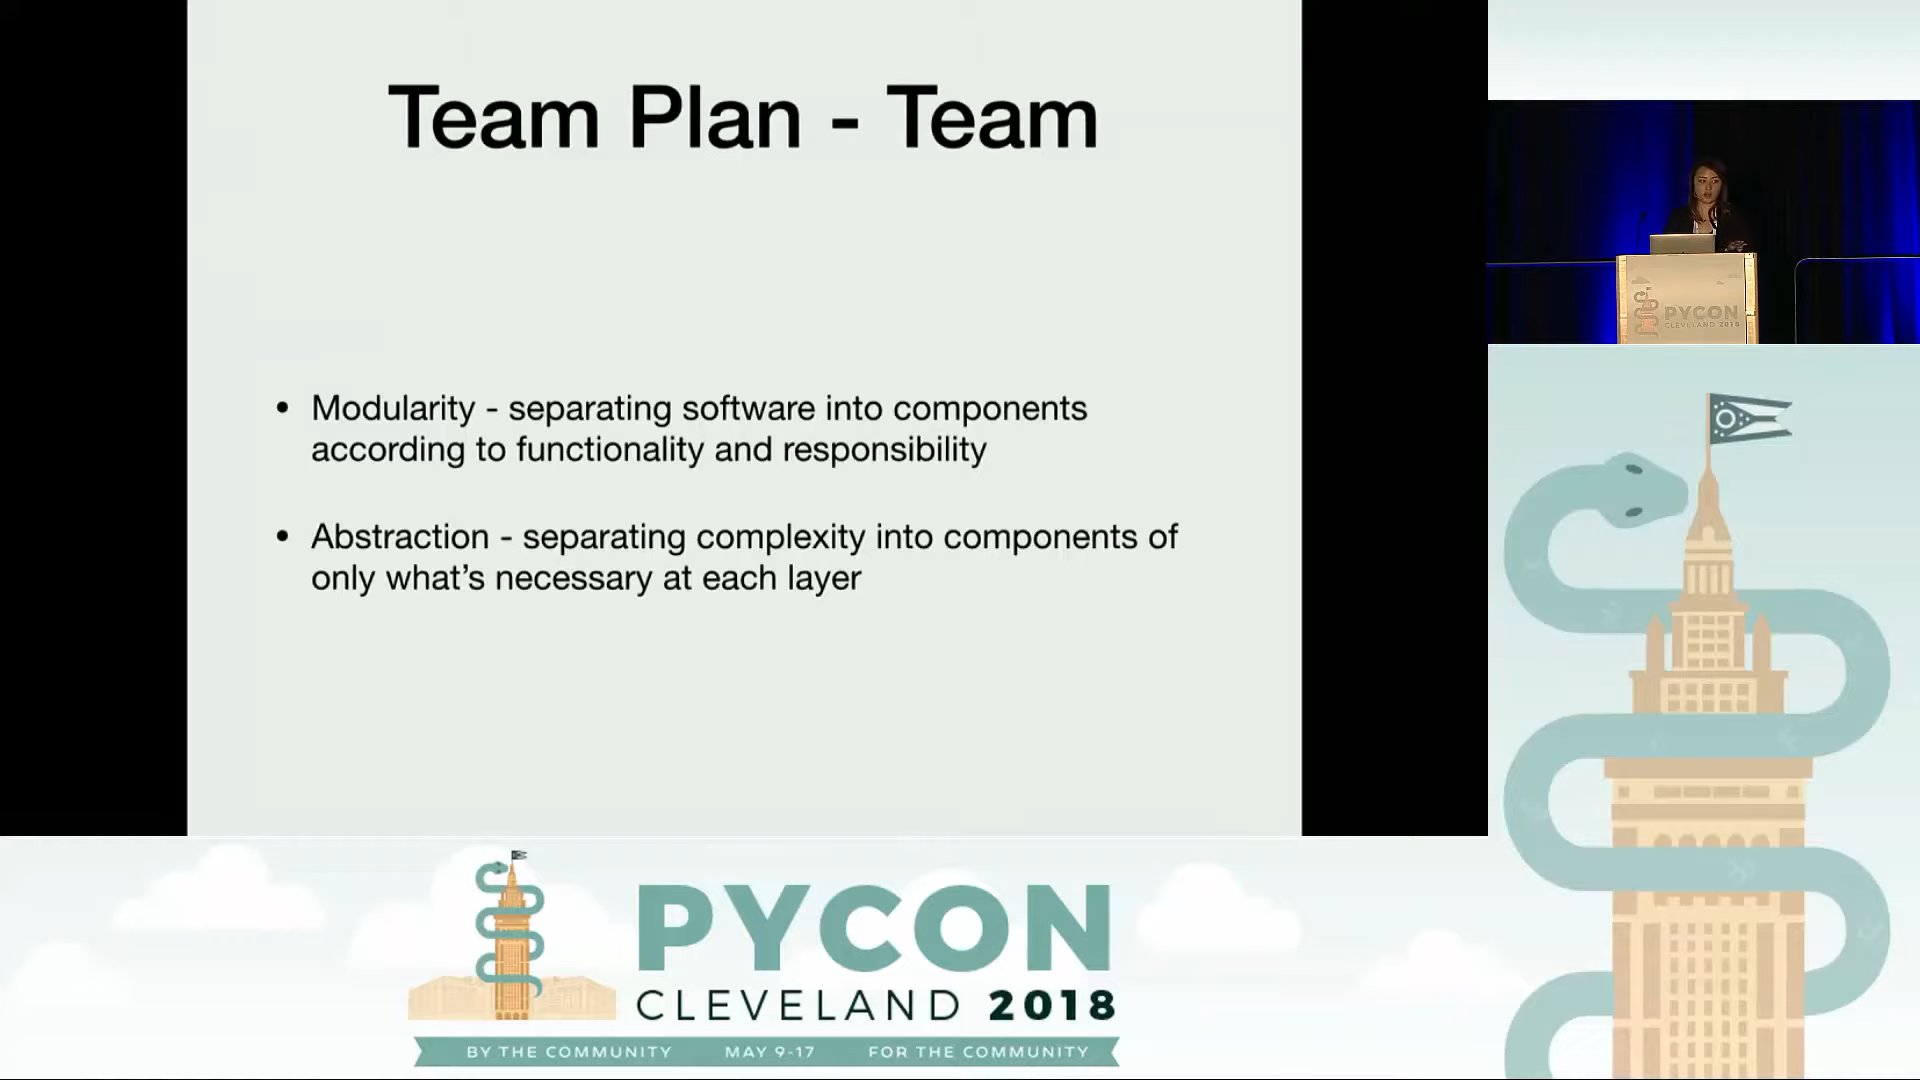 Team Plan - Team
• Modularity - separating software into components
according to functionality and responsibility
• Abstraction - separating complexity into components of
only what's necessary at each layer
PYCON
CLEVELAND 2018
PYCON
CLEVELAND 2018
BY THE COMMUNITY MAY 9-17 FOR THE COMMUNITY